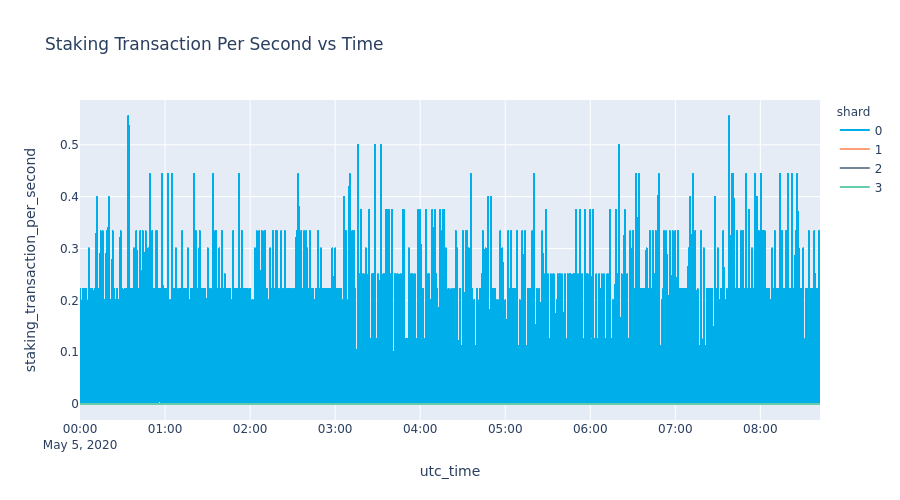 Staking Transaction Per Second vs Time
shard
0
1
2
3
staking_transaction_per_second
0.5
0.4
0.3
0.2
0.1
0
00:00 01:00 02:00 03:00 04:00 05:00 06:00 07:00 08:00
May 5, 2020
utc_time